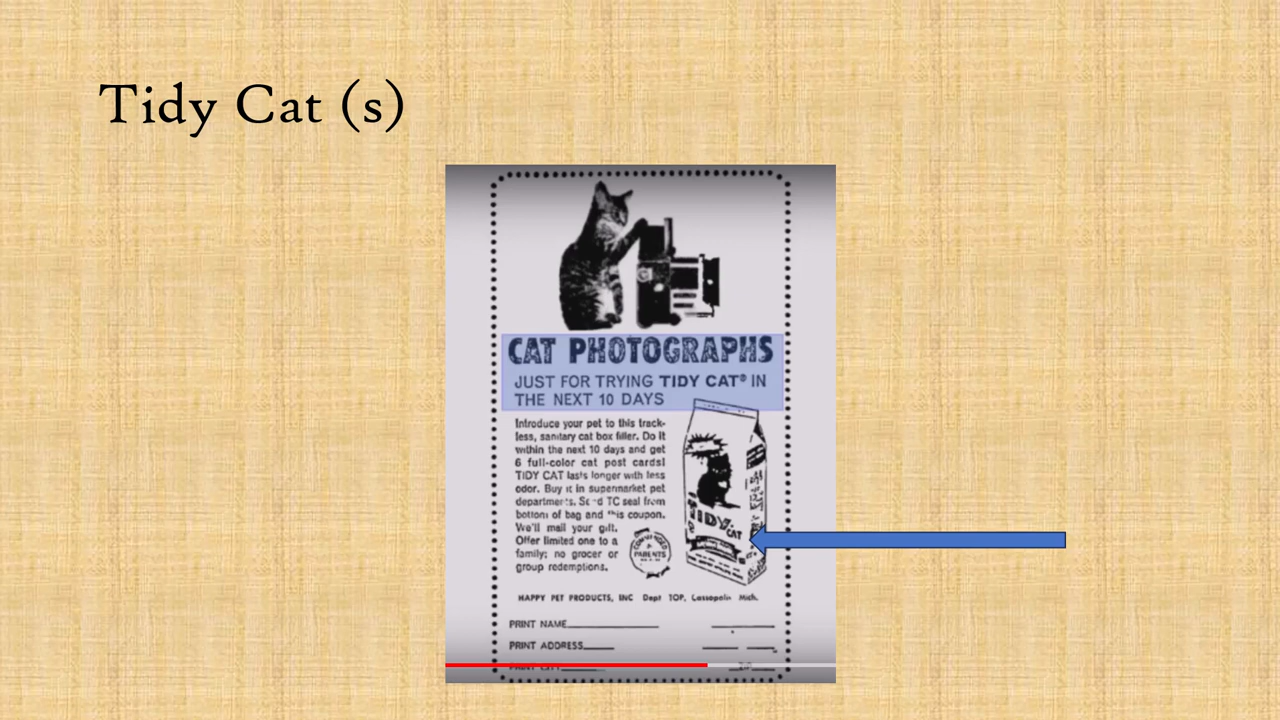 Tidy Cat (s)
CAT PHOTOGRAPHS
JUST FOR TRYING TIDY CAT® IN
THE NEXT 10 DAYS
Introduce your pet to this track-
less, sanitary cat box filler. Do it
within the next 10 days and get
6 full-color cat post cards!
TIDY CAT lasts longer with less
odor. Buy it in supermarket pet
departments. Send TC seal from
bottom of bag and this coupon.
We'll mail your gift.
Offer limited one to a
family; no grocer or
group redemptions.
TIDY CAT
PARENTS
HAPPY PET PRODUCTS, INC Dept TOP, Cassopolis Mich.
PRINT NAME
PRINT ADDRESS
PRINT CITY